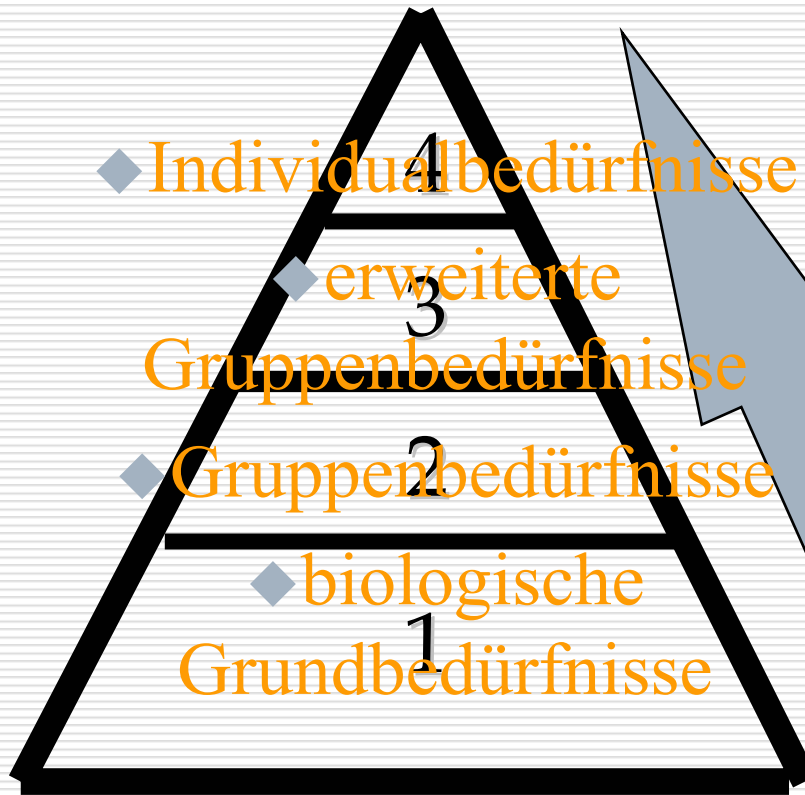 4
Individualbedürfnisse
erweiterte
3
Gruppenbedürfnisse
2
Gruppenbedürfnisse
biologische
1
Grundbedürfnisse